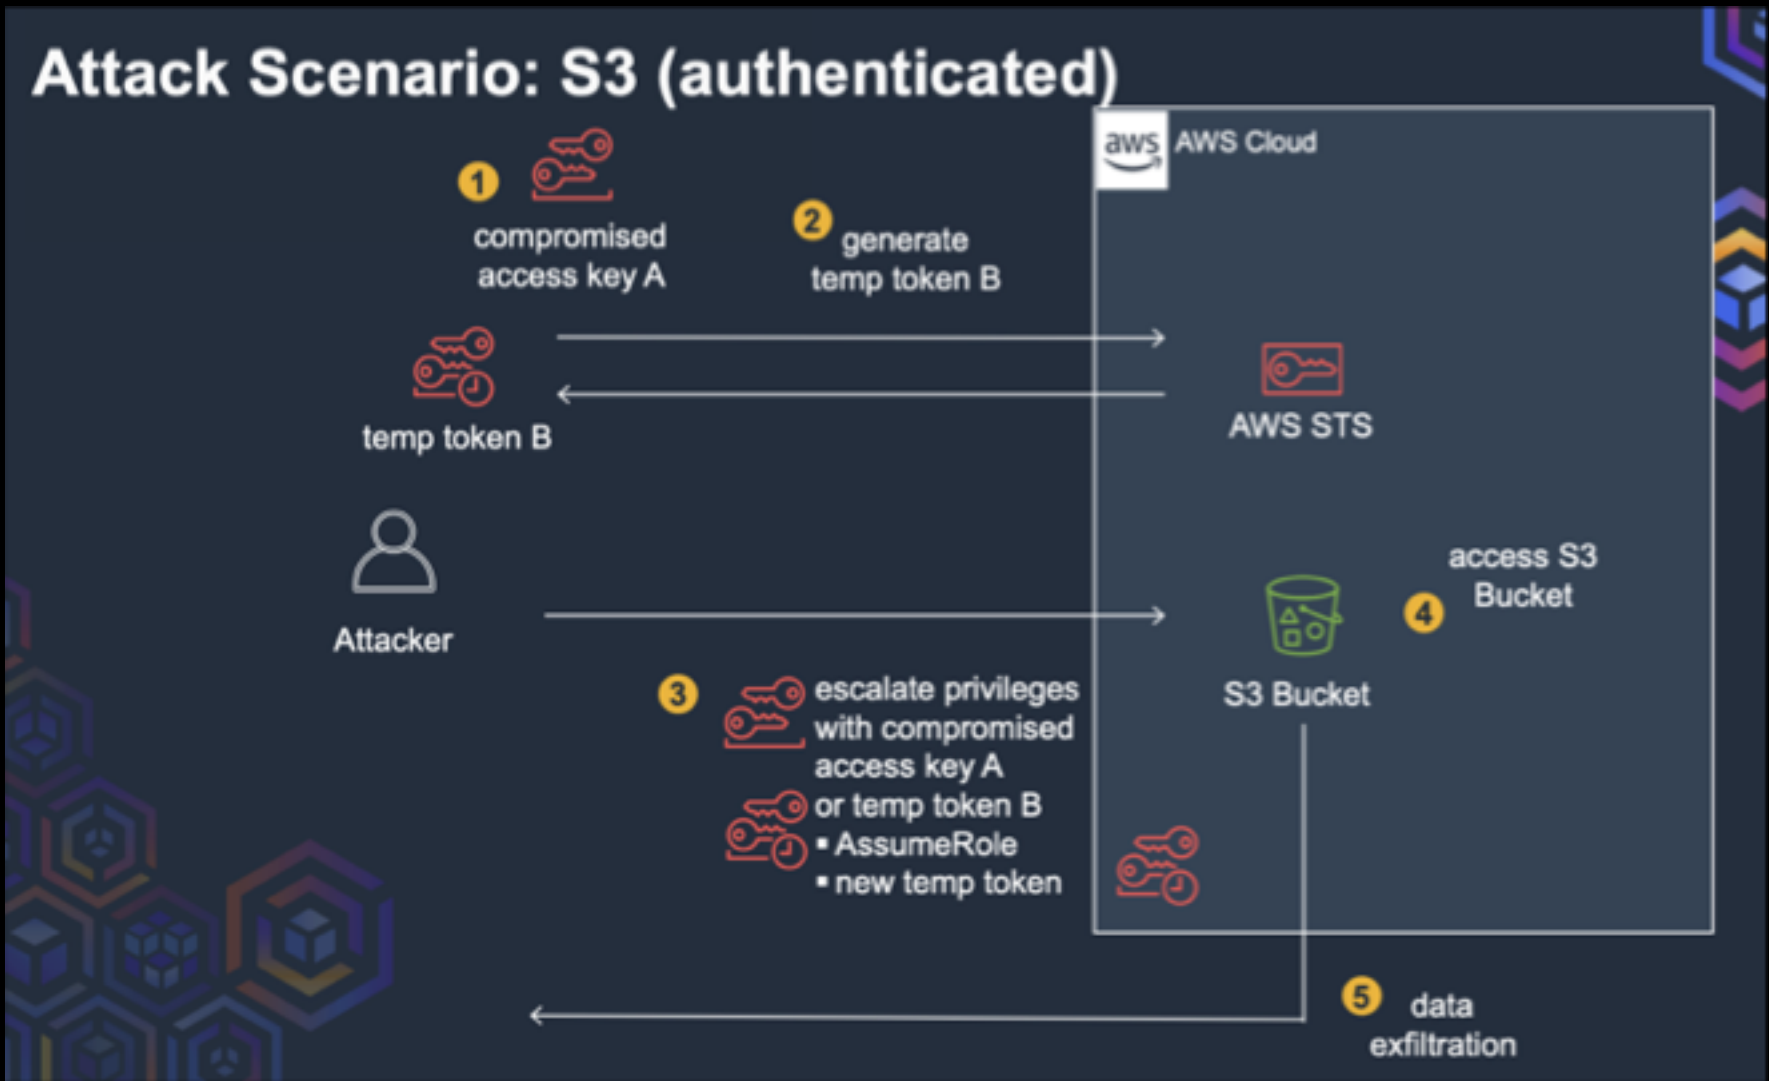 Attack Scenario: S3 (authenticated)
aws
AWS Cloud
1
compromised
access key A
2
generate
temp token B
temp token B
AWS STS
Attacker
access S3
Bucket
4
S3 Bucket
3
escalate privileges
with compromised
access key A
or temp token B
▪ AssumeRole
▪ new temp token
5
data
exfiltration